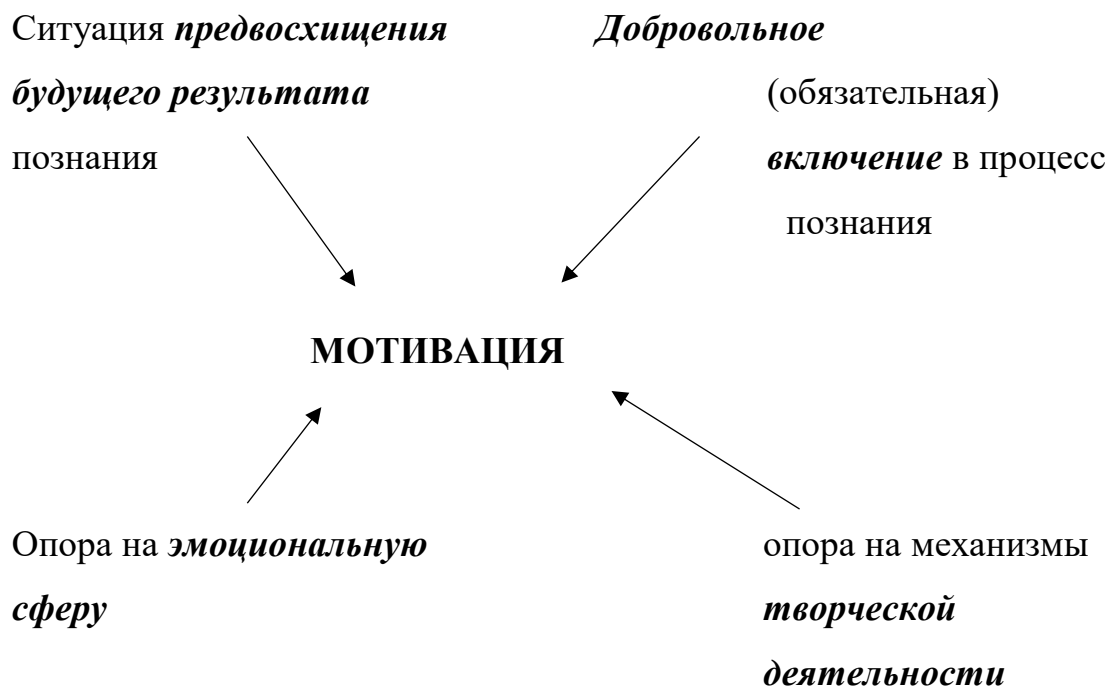 Ситуация предвосхищения
будущего результата
познания
Добровольное
(обязательная)
включение в процесс
познания
МОТИВАЦИЯ
Опора на эмоциональную
сферу
опора на механизмы
творческой
деятельности